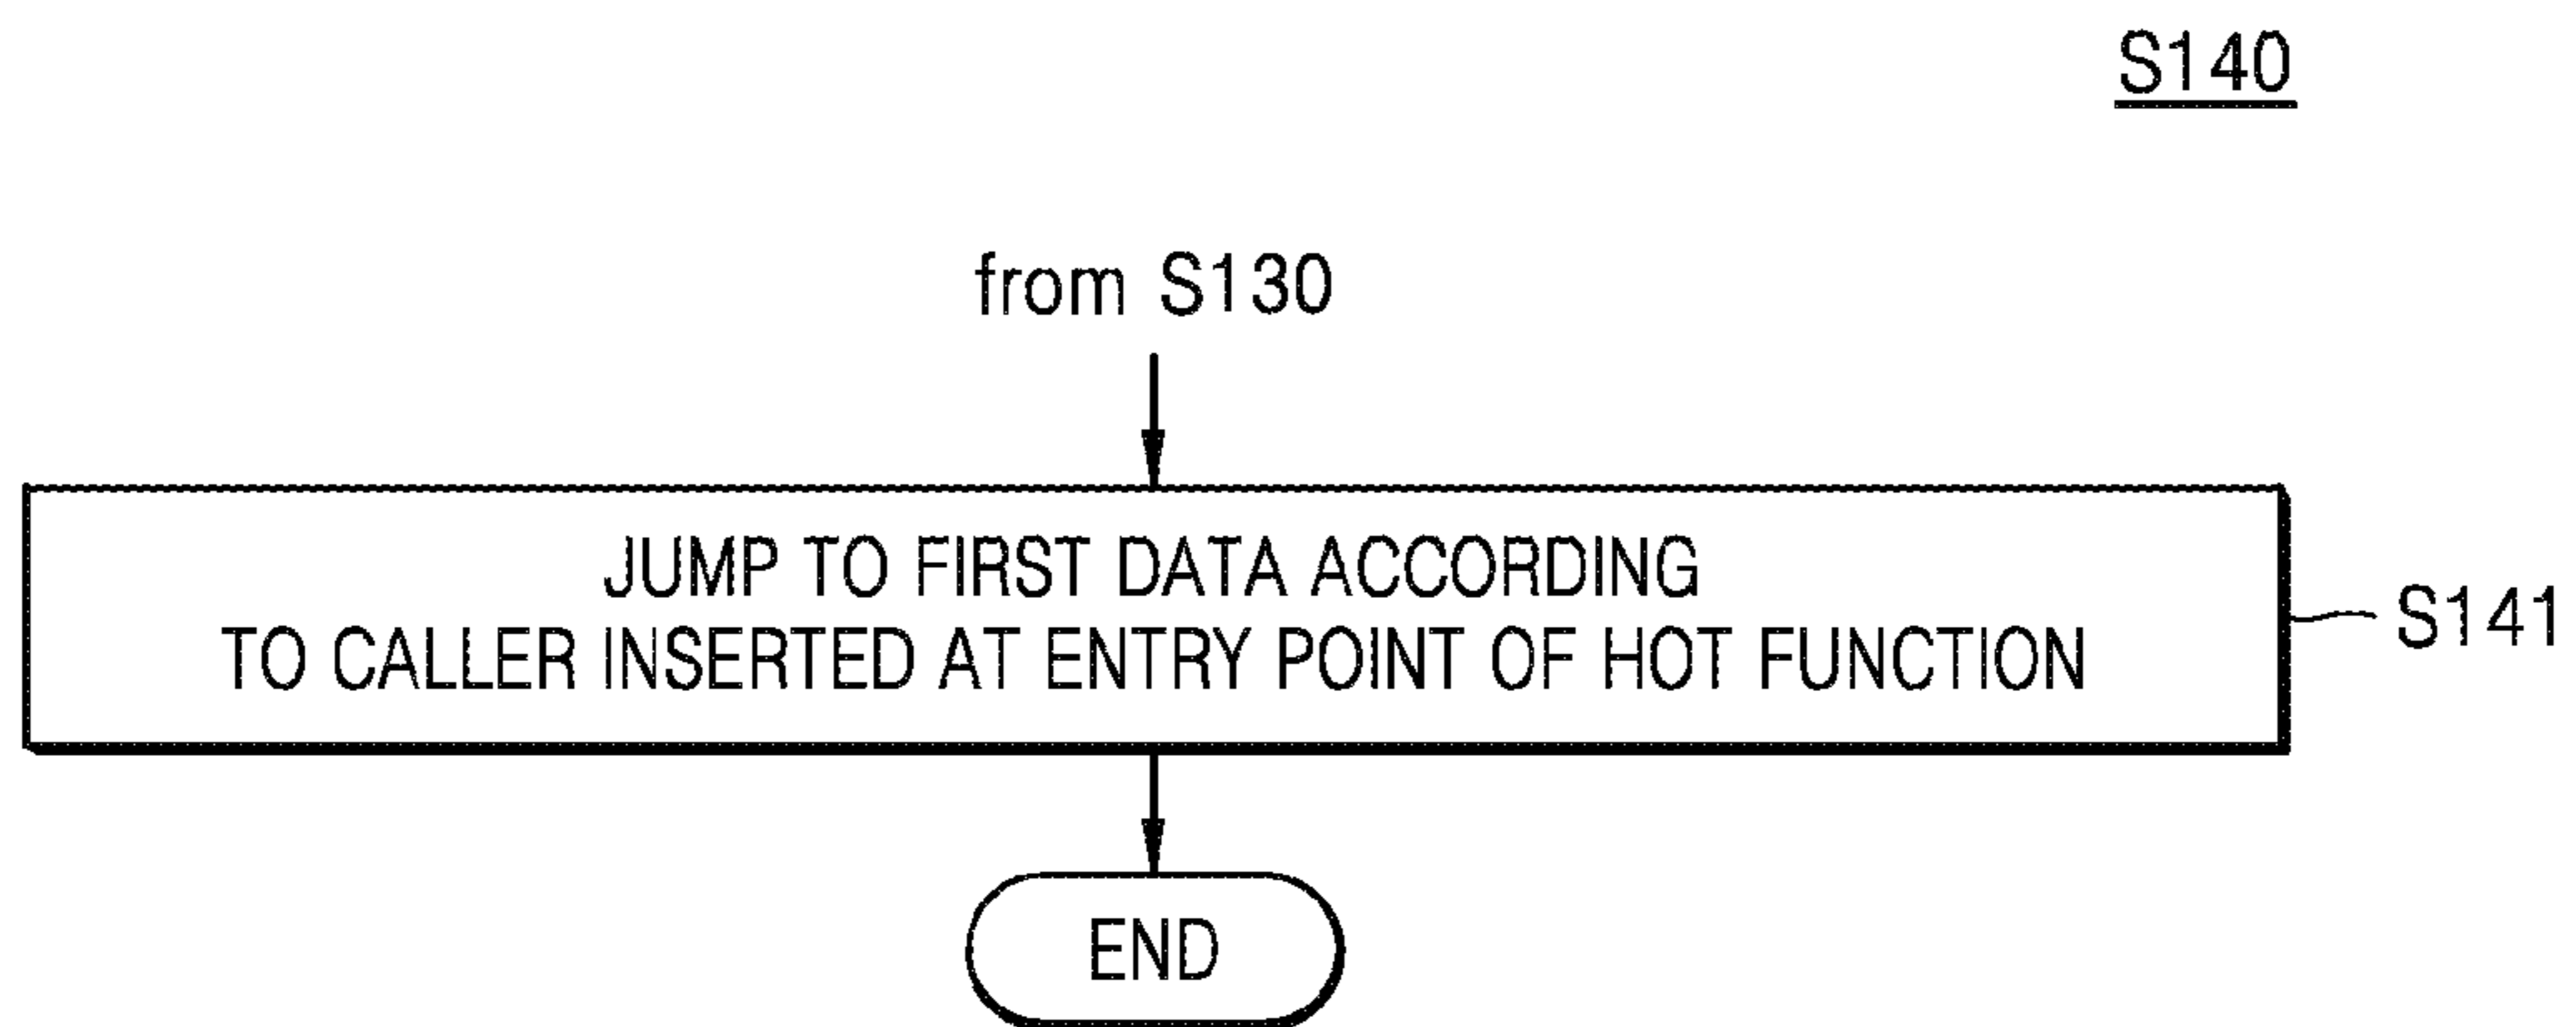 S140
from S130
JUMP TO FIRST DATA ACCORDING
TO CALLER INSERTED AT ENTRY POINT OF HOT FUNCTION
S141
END